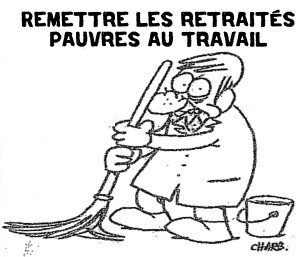 REMETTRE LES RETRAITÉS
PAUVRES AU TRAVAIL
CHARB.